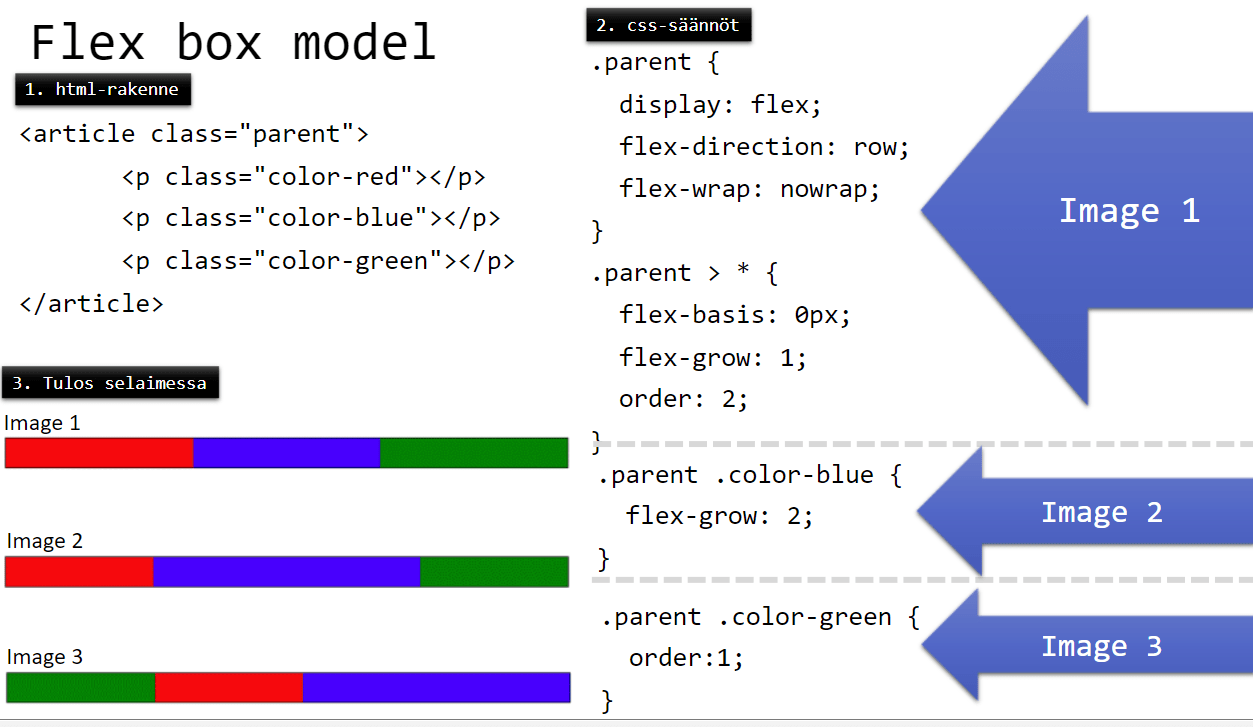 Flex box model
1. html-rakenne
<article class="parent">
<p class="color-red"></p>
<p class="color-blue"></p>
<p class="color-green"></p>
</article>
3. Tulos selaimessa
Image 1
Image 2
Image 3
2. css-säännöt
.parent {
display: flex;
flex-direction: row;
flex-wrap: nowrap;
}
.parent > * {
flex-basis: 0px;
flex-grow: 1;
order: 2;
}
Image 1
.parent .color-blue {
flex-grow: 2;
}
Image 2
.parent .color-green {
order:1;
}
Image 3